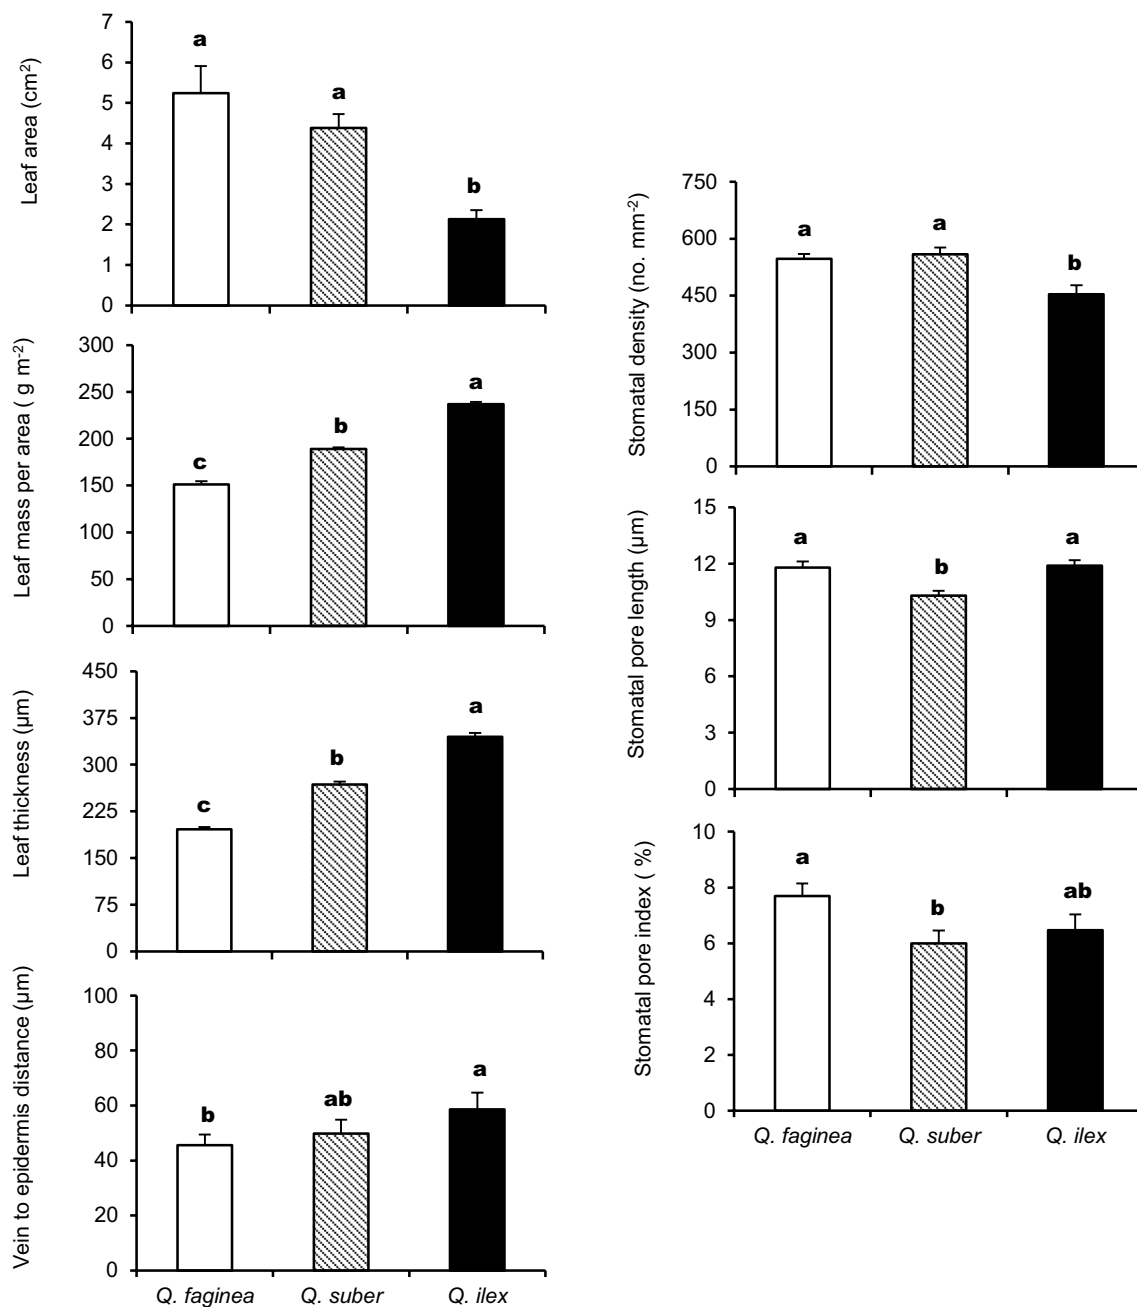 Leaf area (cm2)
7
6
5
4
3
2
1
0
a
a
b
Leaf mass per area ( g m-2)
300
250
200
150
100
50
0
c
b
a
Leaf thickness (μm)
450
375
300
225
150
75
0
c
b
a
Vein to epidermis distance (μm)
100
80
60
40
20
0
b
ab
a
Q. faginea
Q. suber
Q. ilex
Stomatal density (no. mm-2)
750
600
450
300
150
0
a
a
b
Stomatal pore length (μm)
15
12
9
6
3
0
a
b
a
Stomatal pore index ( %)
10
8
6
4
2
0
a
b
ab
Q. faginea
Q. suber
Q. ilex